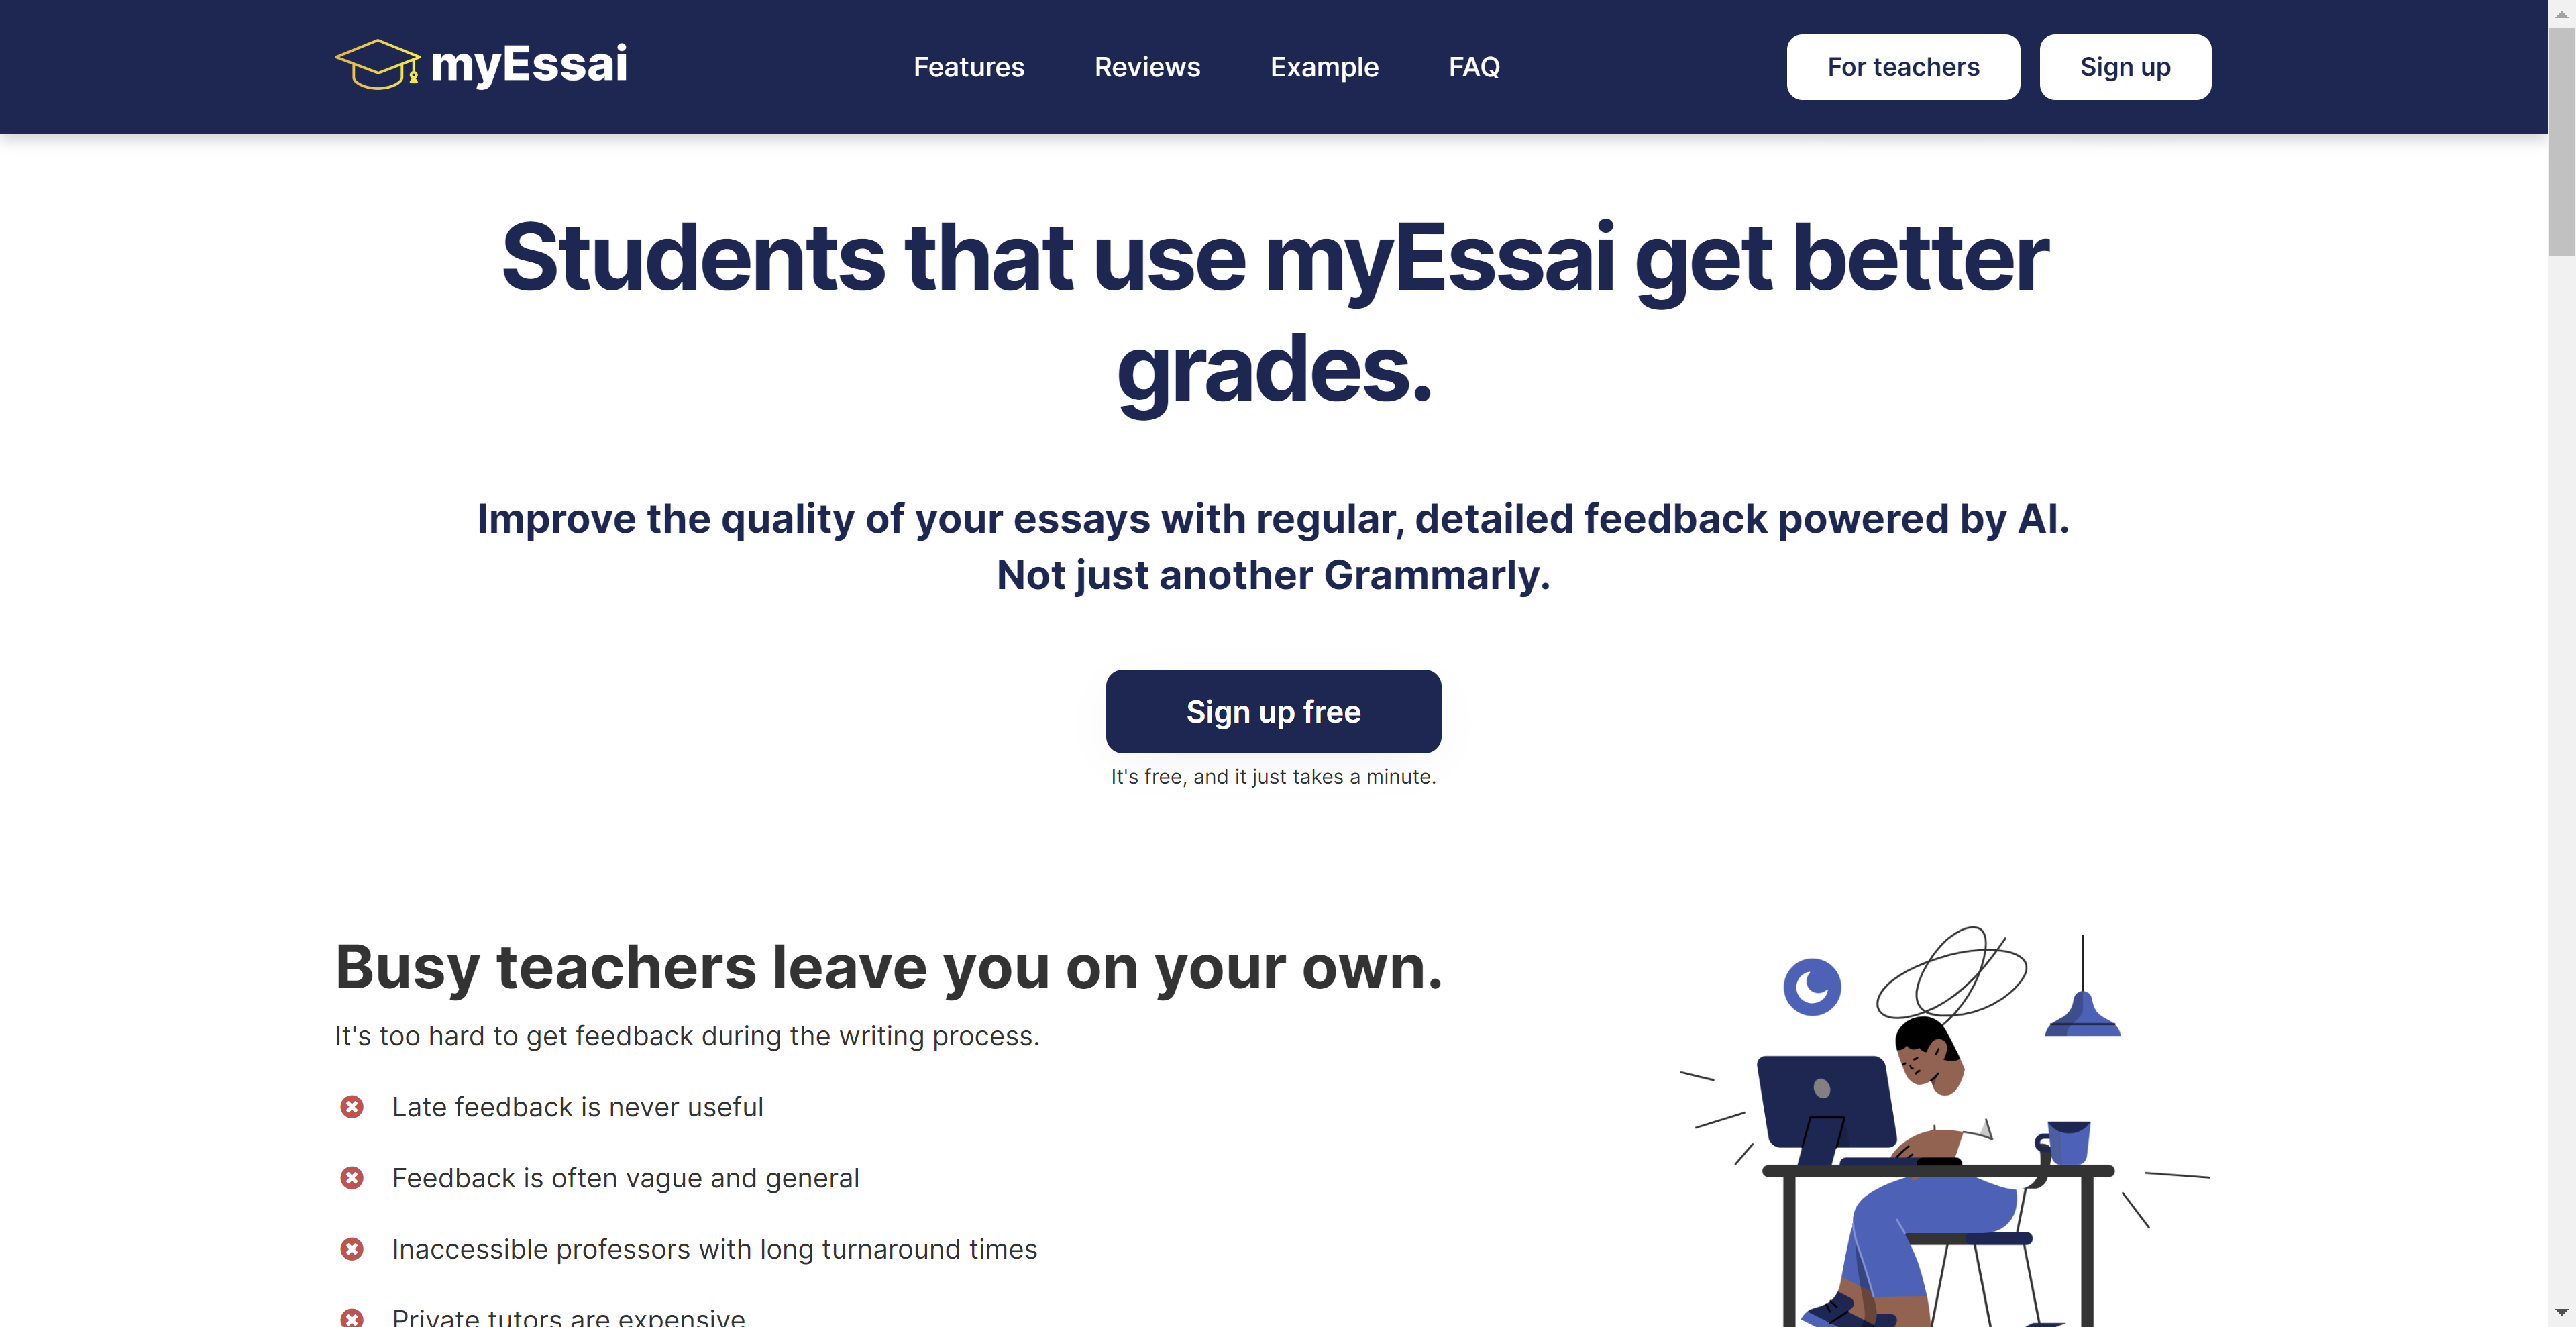 myEssai
Features
Reviews
Example
FAQ
For teachers
Sign up
Students that use myEssai get better
grades.
Improve the quality of your essays with regular, detailed feedback powered by AI.
Not just another Grammarly.
Sign up free
It's free, and it just takes a minute.
Busy teachers leave you on your own.
It's too hard to get feedback during the writing process.
Late feedback is never useful
Feedback is often vague and general
Inaccessible professors with long turnaround times
Private tutors are expensive